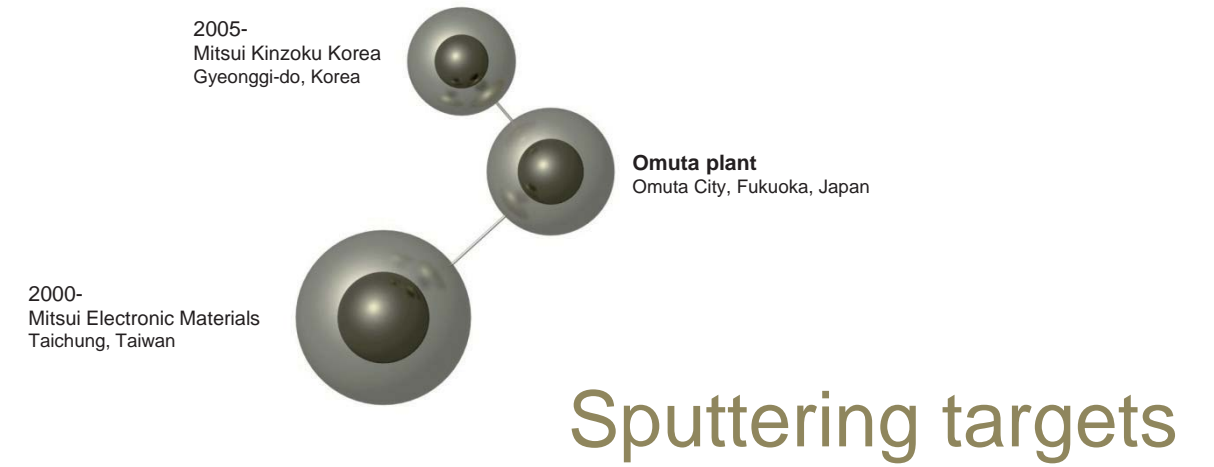 2005-
Mitsui Kinzoku Korea
Gyeonggi-do, Korea
Omuta plant
Omuta City, Fukuoka, Japan
2000-
Mitsui Electronic Materials
Taichung, Taiwan
Sputtering targets